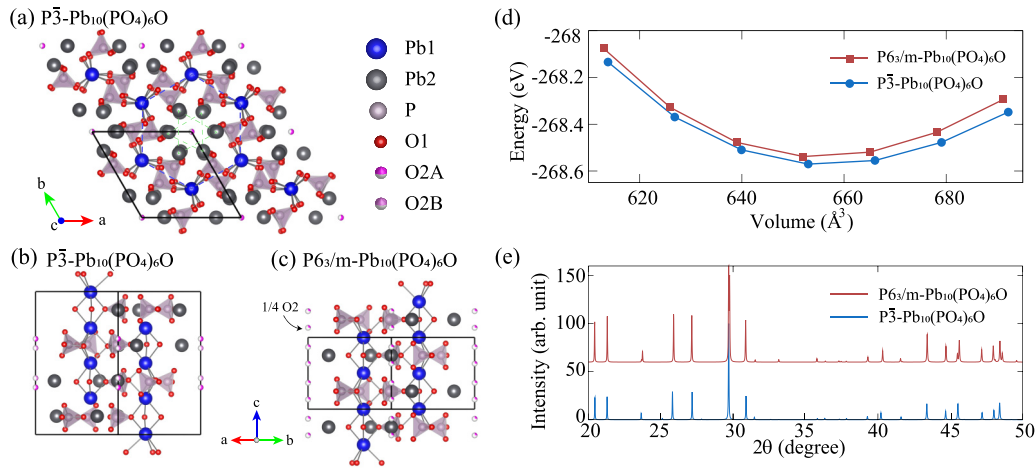 (a) P3̅-Pb₁₀(PO₄)₆O
Pb1
Pb2
P
O1
O2A
O2B
b
c
a
(b) P3̅-Pb₁₀(PO₄)₆O
(c) P6₃/m-Pb₁₀(PO₄)₆O
1/4 O2
c
a
b
(d)
-268
-268.2
-268.4
-268.6
Energy (eV)
P6₃/m-Pb₁₀(PO₄)₆O
P3̅-Pb₁₀(PO₄)₆O
620 640 660 680
Volume (Å³)
(e)
150
100
50
0
Intensity (arb. unit)
P6₃/m-Pb₁₀(PO₄)₆O
P3̅-Pb₁₀(PO₄)₆O
20 25 30 35 40 45 50
2θ (degree)